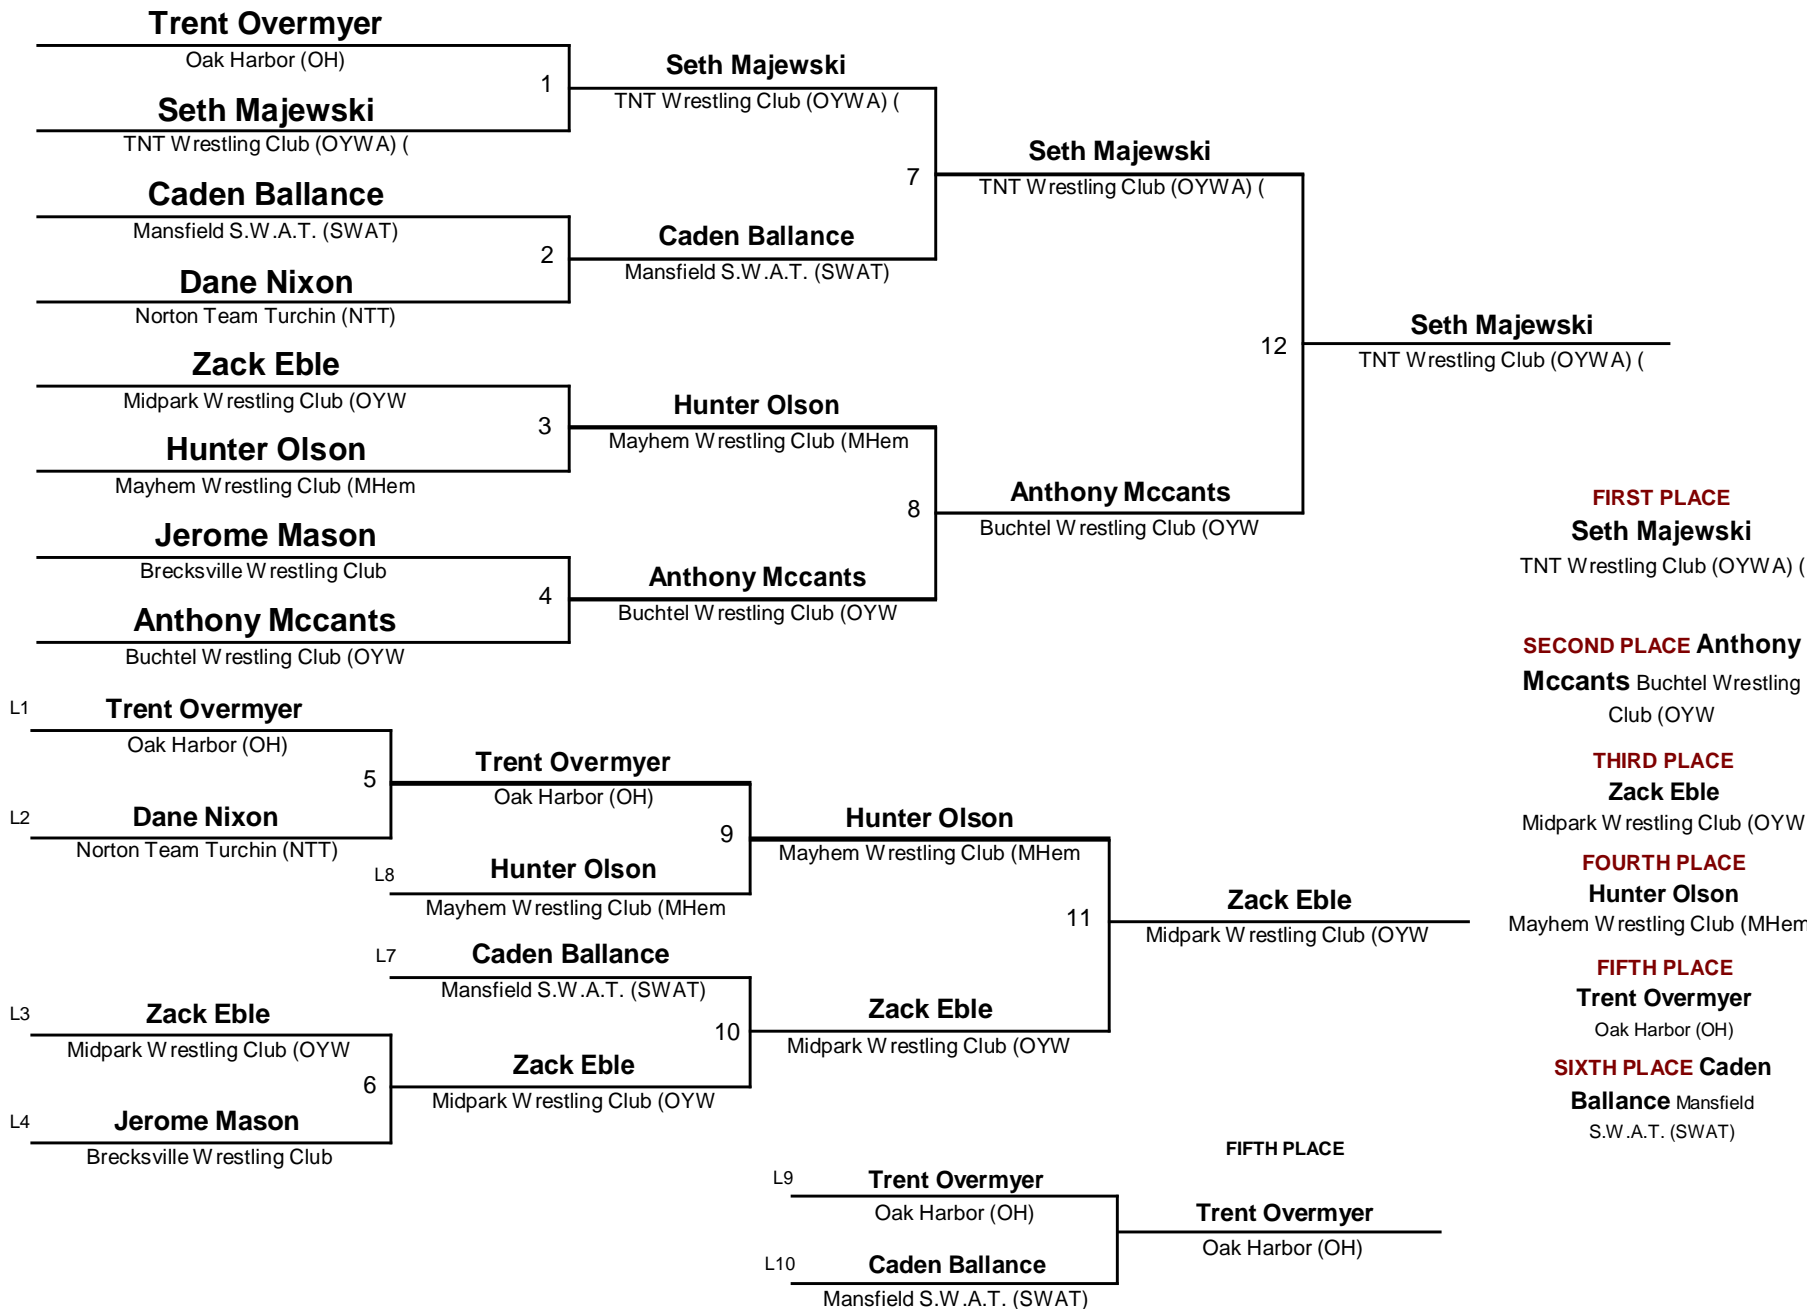 Trent Overmyer
Oak Harbor (OH)
1
Seth Majewski
TNT Wrestling Club (OYWA) (
Seth Majewski
TNT Wrestling Club (OYWA) (
7
Seth Majewski
TNT Wrestling Club (OYWA) (
Caden Ballance
Mansfield S.W.A.T. (SWAT)
2
Caden Ballance
Mansfield S.W.A.T. (SWAT)
Dane Nixon
Norton Team Turchin (NTT)
12
Seth Majewski
TNT Wrestling Club (OYWA) (
Zack Eble
Midpark Wrestling Club (OYW
3
Hunter Olson
Mayhem Wrestling Club (MHem
Hunter Olson
Mayhem Wrestling Club (MHem
8
Anthony Mccants
Buchtel Wrestling Club (OYW
Jerome Mason
Brecksville Wrestling Club
4
Anthony Mccants
Buchtel Wrestling Club (OYW
Anthony Mccants
Buchtel Wrestling Club (OYW
FIRST PLACE
Seth Majewski
TNT Wrestling Club (OYWA) (
SECOND PLACE Anthony
Mccants Buchtel Wrestling
Club (OYW
THIRD PLACE
Zack Eble
Midpark Wrestling Club (OYW
FOURTH PLACE
Hunter Olson
Mayhem Wrestling Club (MHem
FIFTH PLACE
Trent Overmyer
Oak Harbor (OH)
SIXTH PLACE Caden
Ballance Mansfield
S.W.A.T. (SWAT)
L1
Trent Overmyer
Oak Harbor (OH)
5
Trent Overmyer
Oak Harbor (OH)
L2
Dane Nixon
Norton Team Turchin (NTT)
9
Hunter Olson
Mayhem Wrestling Club (MHem
L8
Hunter Olson
Mayhem Wrestling Club (MHem
11
Zack Eble
Midpark Wrestling Club (OYW
L7
Caden Ballance
Mansfield S.W.A.T. (SWAT)
L3
Zack Eble
Midpark Wrestling Club (OYW
10
Zack Eble
Midpark Wrestling Club (OYW
6
Zack Eble
Midpark Wrestling Club (OYW
L4
Jerome Mason
Brecksville Wrestling Club
FIFTH PLACE
L9
Trent Overmyer
Oak Harbor (OH)
Trent Overmyer
Oak Harbor (OH)
L10
Caden Ballance
Mansfield S.W.A.T. (SWAT)